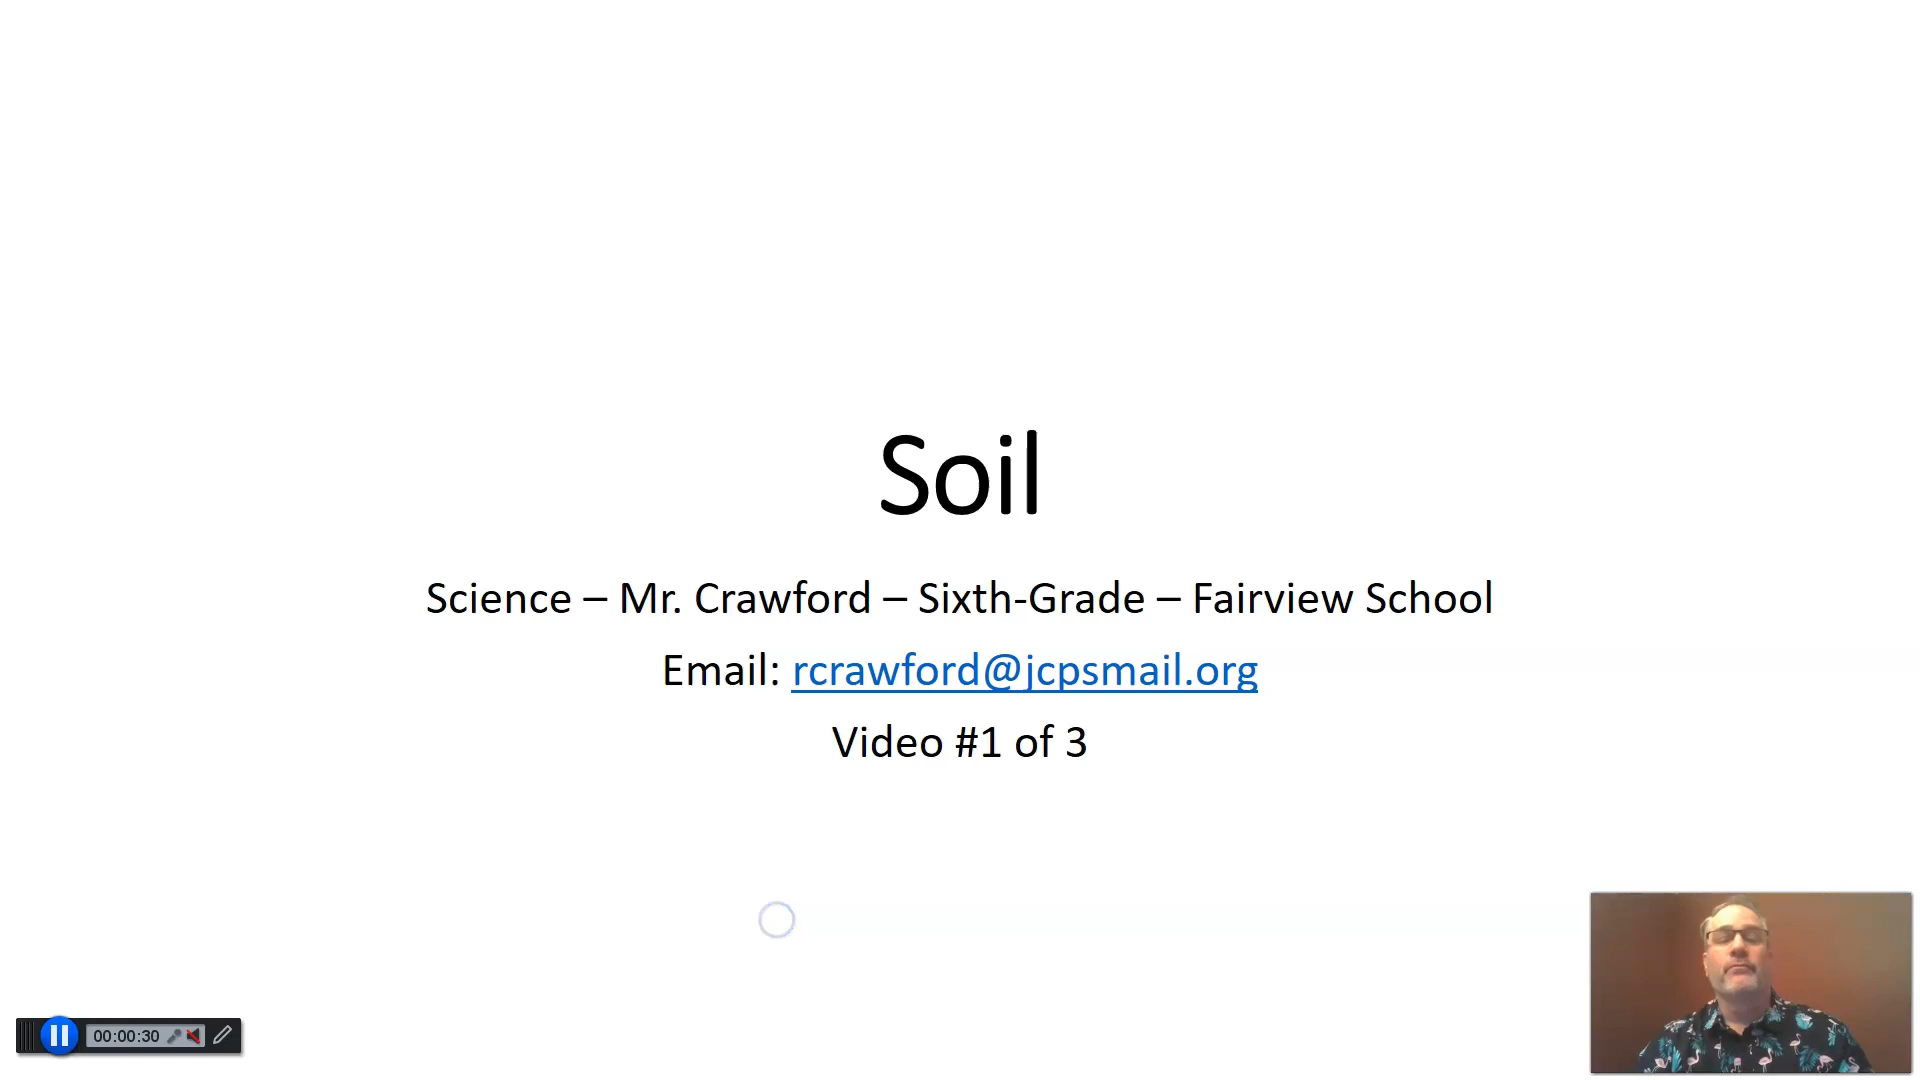 Soil
Science – Mr. Crawford – Sixth-Grade – Fairview School
Email: rcrawford@jcpsmail.org
Video #1 of 3
00:00:30